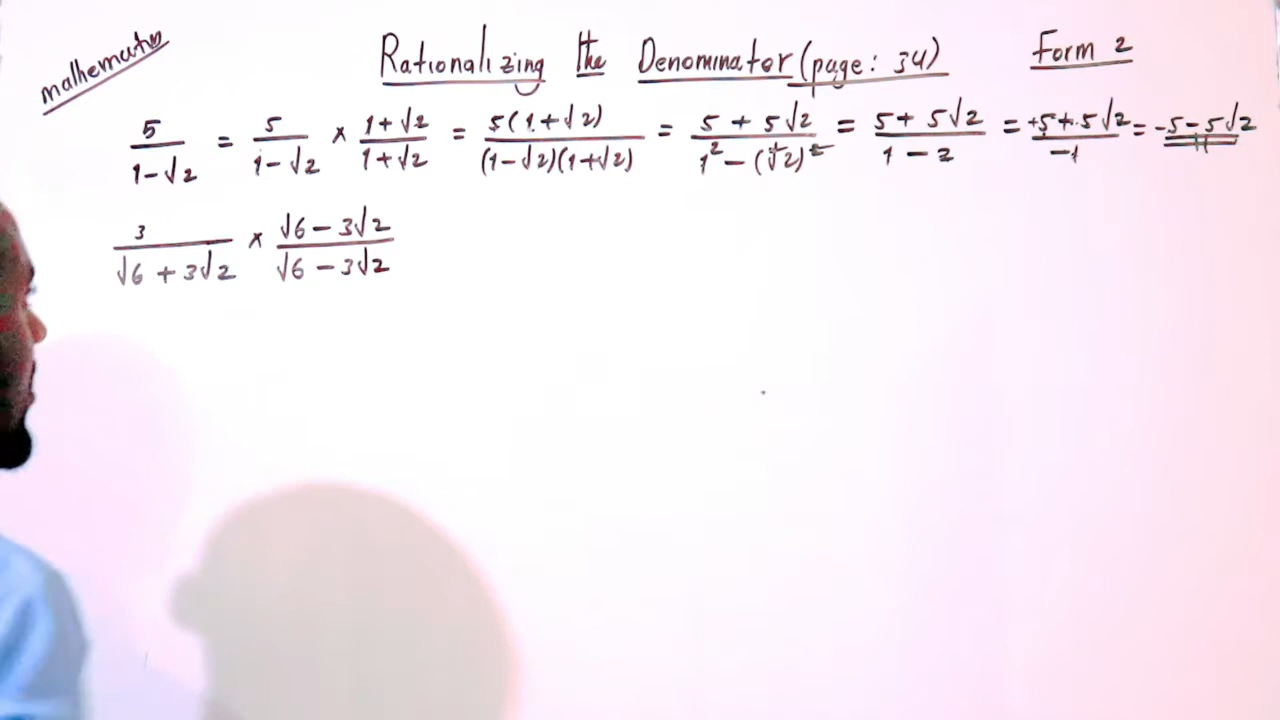 mathematics
Rationalizing the Denominator (page: 34)
Form 2
5/(1-√2) = 5/(1-√2) × (1+√2)/(1+√2) = 5(1+√2)/((1-√2)(1+√2)) = (5+5√2)/(1²-(√2)²) = (5+5√2)/(1-2) = (+5+5√2)/(-1) = -5-5√2
3/(√6+3√2) × (√6-3√2)/(√6-3√2)